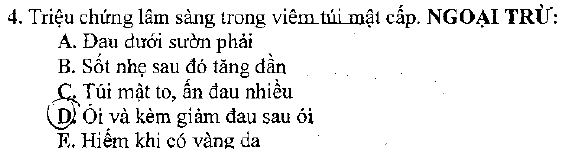 4. Triệu chứng lâm sàng trong viêm túi mật cấp. NGOẠI TRỪ:
A. Đau dưới sườn phải
B. Sốt nhẹ sau đó tăng dần
C. Túi mật to, ấn đau nhiều
D. Ói và kèm giảm đau sau ói
E. Hiếm khi có vàng da